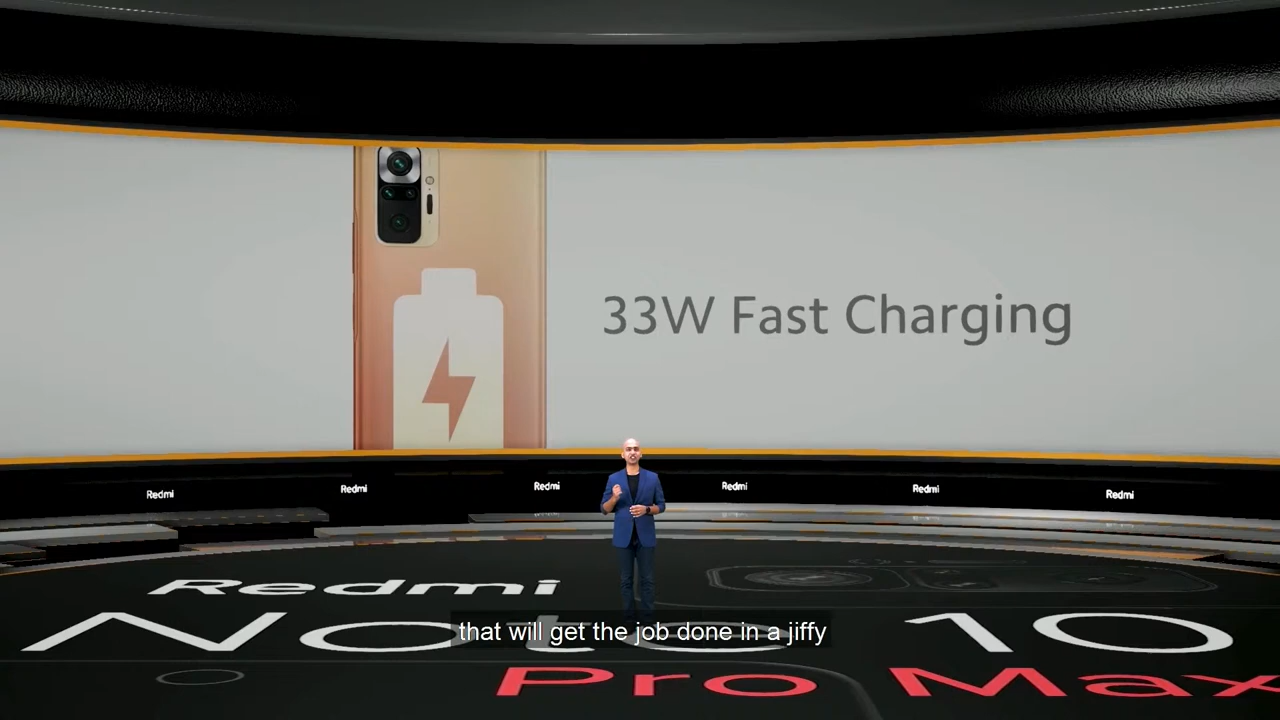 33W Fast Charging
Redmi Redmi Redmi Redmi Redmi Redmi
Redmi
Note 10
that will get the job done in a jiffy
Pro Max